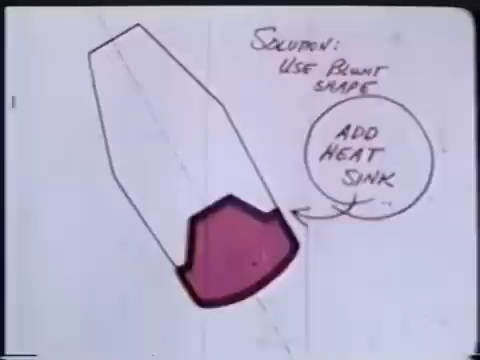 SOLUTION:
USE BLUNT
SHAPE
ADD
HEAT
SINK